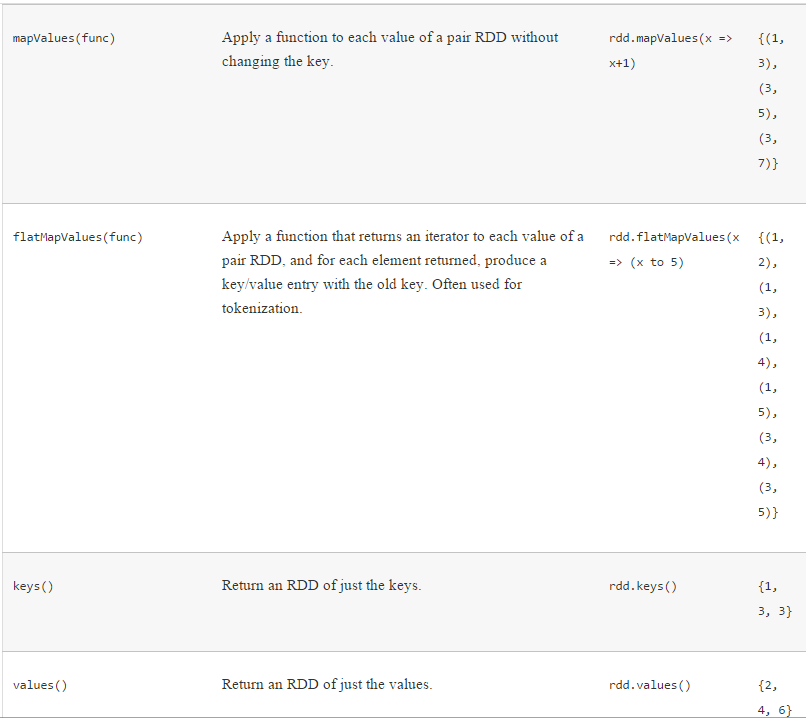 mapValues(func)
Apply a function to each value of a pair RDD without
changing the key.
rdd.mapValues(x =>
x+1)
{(1,
3),
(3,
5),
(3,
7)}
flatMapValues(func)
Apply a function that returns an iterator to each value of a
pair RDD, and for each element returned, produce a
key/value entry with the old key. Often used for
tokenization.
rdd.flatMapValues(x
=> (x to 5)
{(1,
2),
(1,
3),
(1,
4),
(1,
5),
(3,
4),
(3,
5)}
keys()
Return an RDD of just the keys.
rdd.keys()
{1,
3, 3}
values()
Return an RDD of just the values.
rdd.values()
{2,
4, 6}